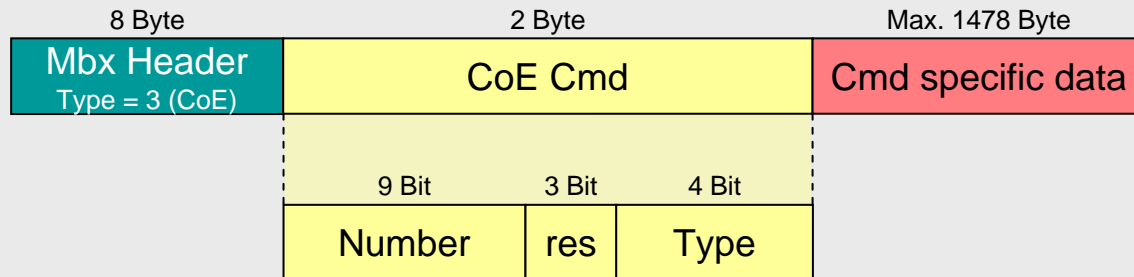 8 Byte
2 Byte
Max. 1478 Byte
Mbx Header
Type = 3 (CoE)
CoE Cmd
Cmd specific data
9 Bit
3 Bit
4 Bit
Number
res
Type